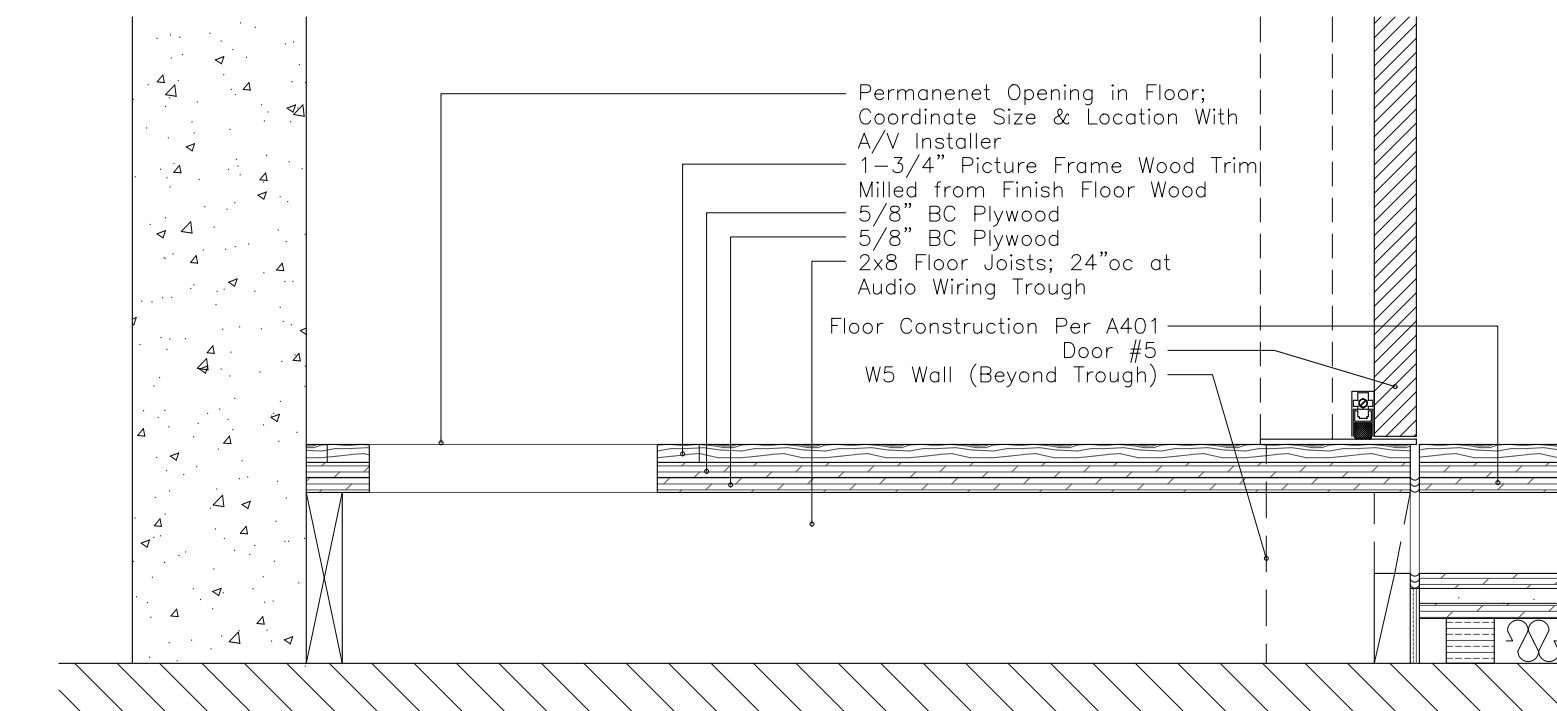 Permanenet Opening in Floor;
Coordinate Size & Location With
A/V Installer
1-3/4" Picture Frame Wood Trim
Milled from Finish Floor Wood
5/8" BC Plywood
5/8" BC Plywood
2x8 Floor Joists; 24"oc at
Audio Wiring Trough
Floor Construction Per A401
Door #5
W5 Wall (Beyond Trough)